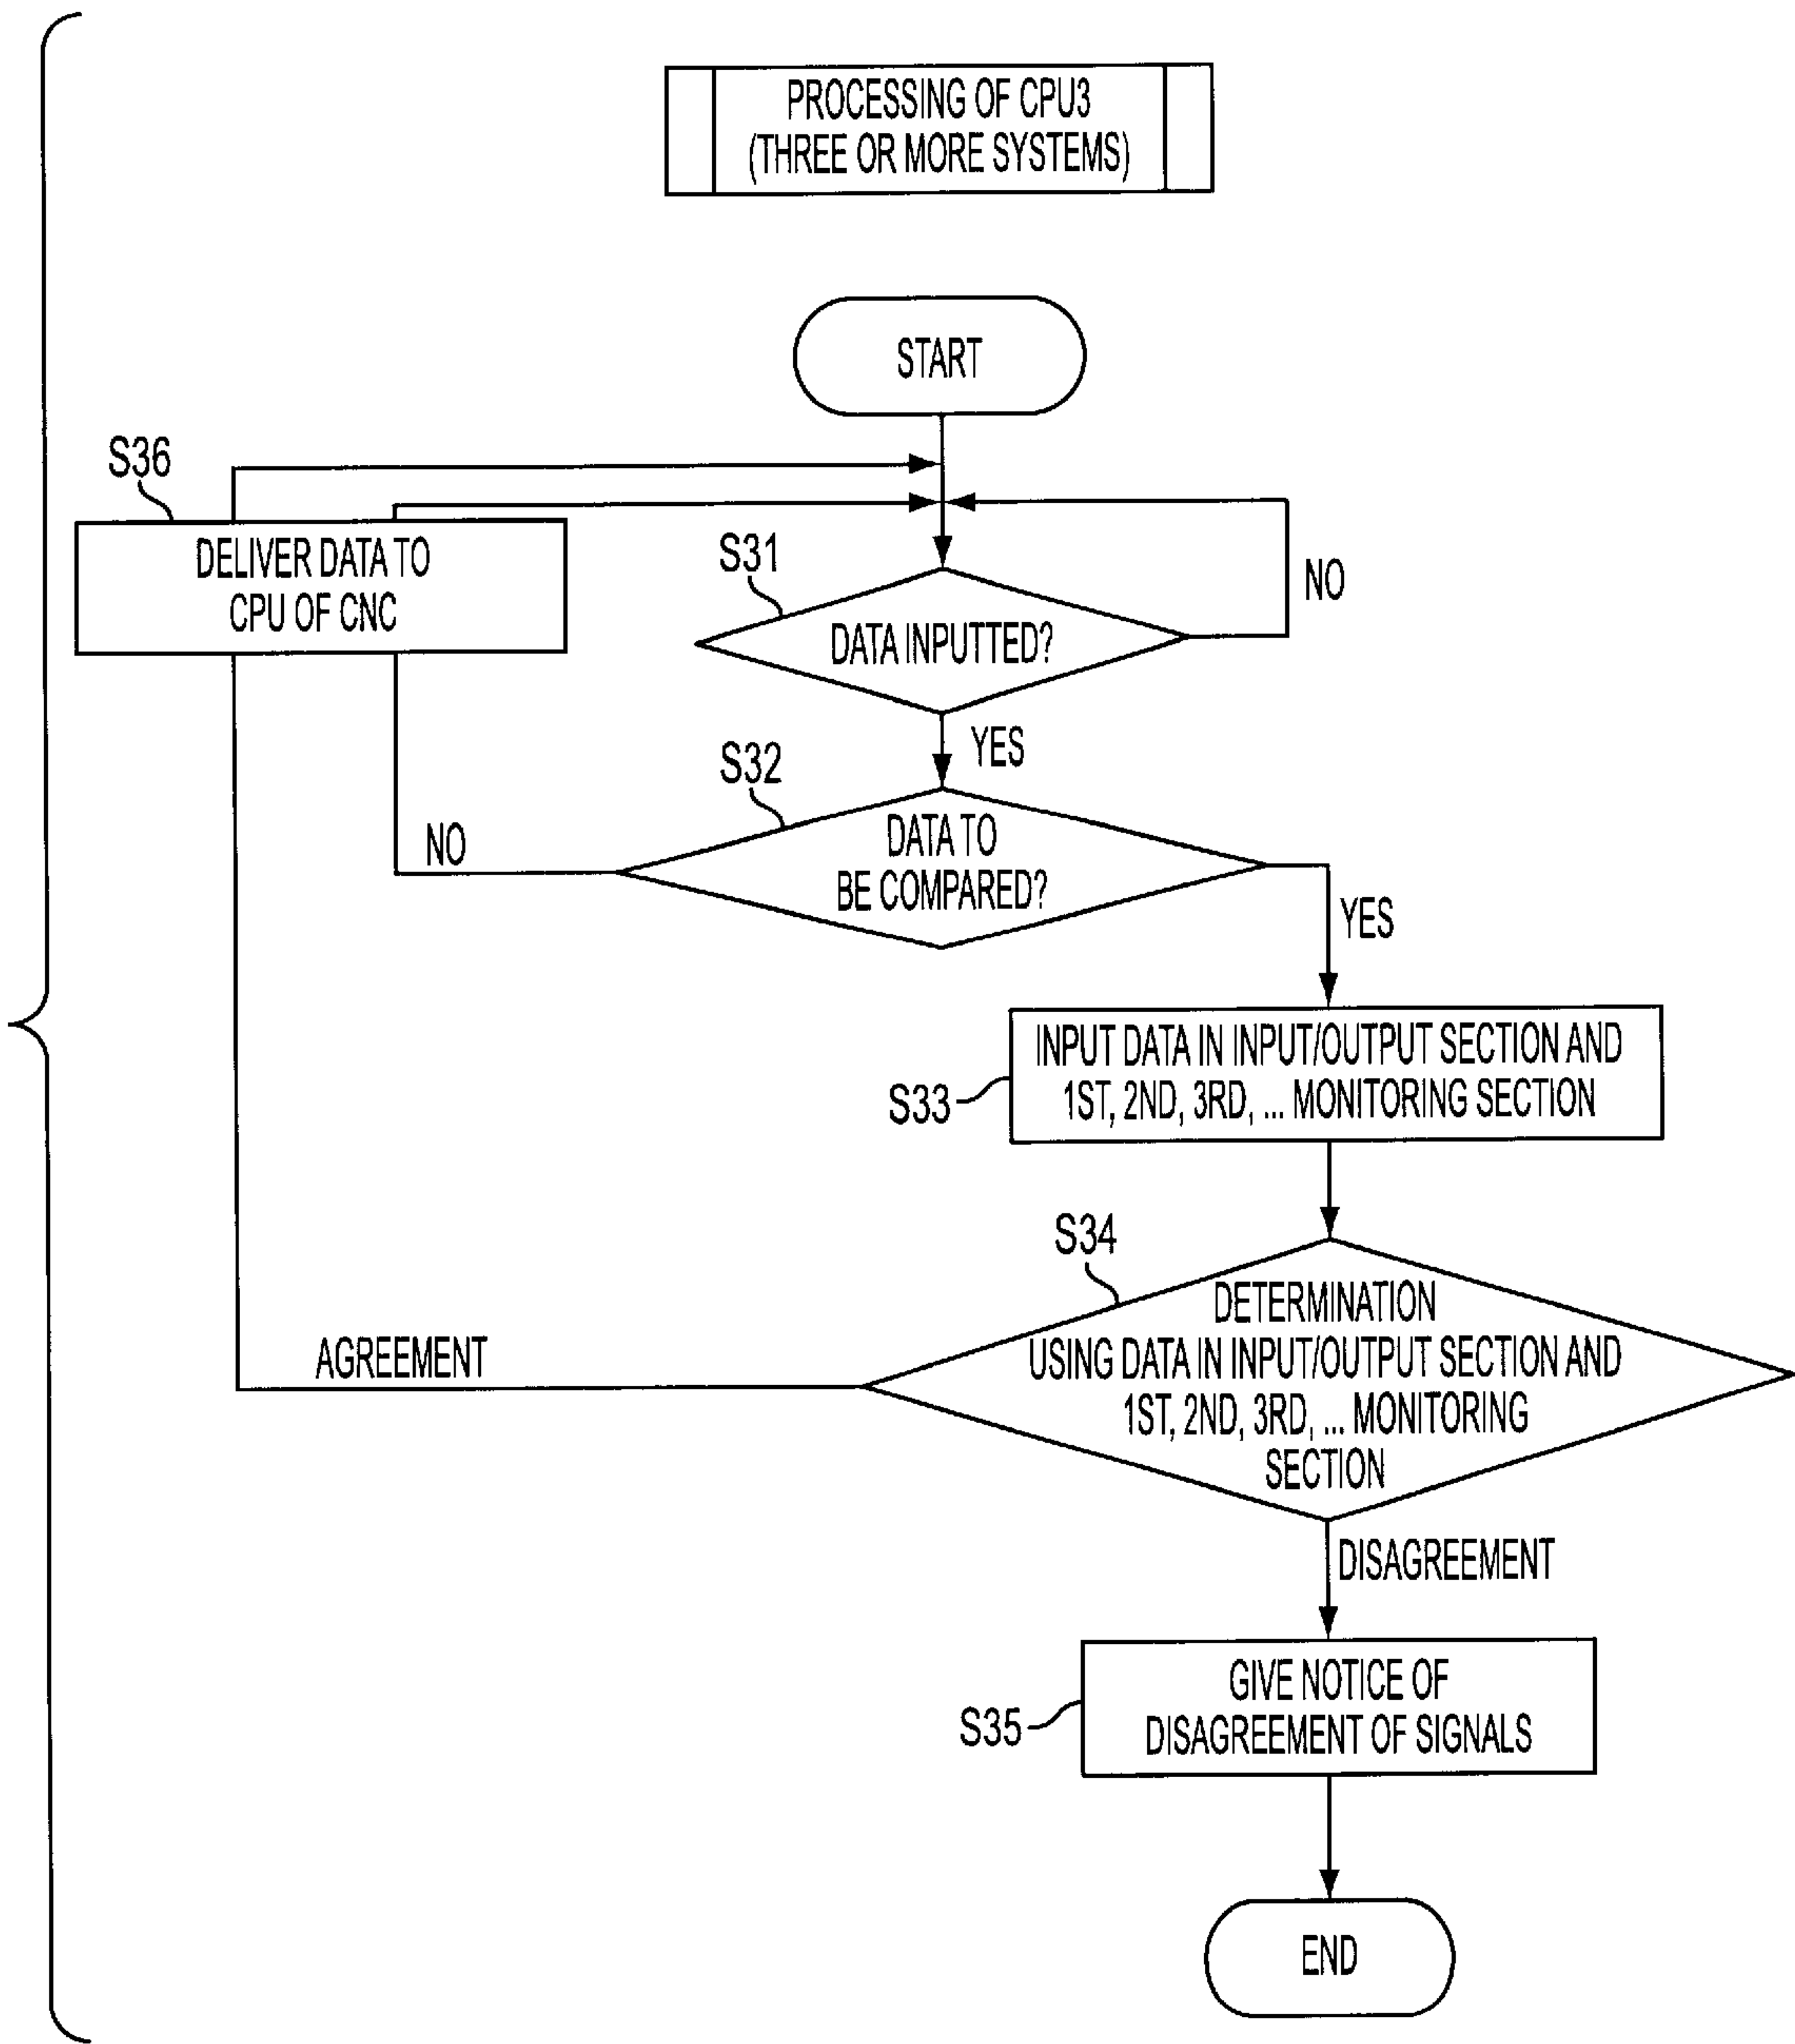 PROCESSING OF CPU3
(THREE OR MORE SYSTEMS)
START
S36
DELIVER DATA TO
CPU OF CNC
S31
DATA INPUTTED?
NO
YES
S32
DATA TO
BE COMPARED?
NO
YES
S33
INPUT DATA IN INPUT/OUTPUT SECTION AND
1ST, 2ND, 3RD, ... MONITORING SECTION
S34
DETERMINATION
USING DATA IN INPUT/OUTPUT SECTION AND
1ST, 2ND, 3RD, ... MONITORING
SECTION
AGREEMENT
DISAGREEMENT
S35
GIVE NOTICE OF
DISAGREEMENT OF SIGNALS
END